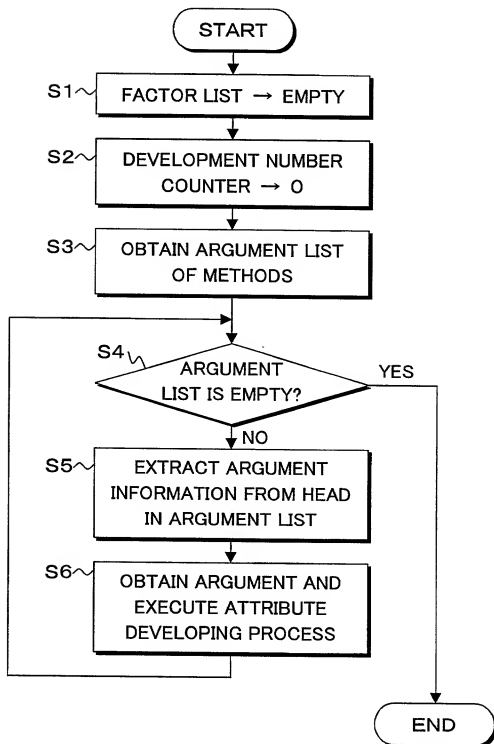 START
S1
FACTOR LIST → EMPTY
S2
DEVELOPMENT NUMBER
COUNTER → 0
S3
OBTAIN ARGUMENT LIST
OF METHODS
S4
ARGUMENT
LIST IS EMPTY?
YES
NO
S5
EXTRACT ARGUMENT
INFORMATION FROM HEAD
IN ARGUMENT LIST
S6
OBTAIN ARGUMENT AND
EXECUTE ATTRIBUTE
DEVELOPING PROCESS
END